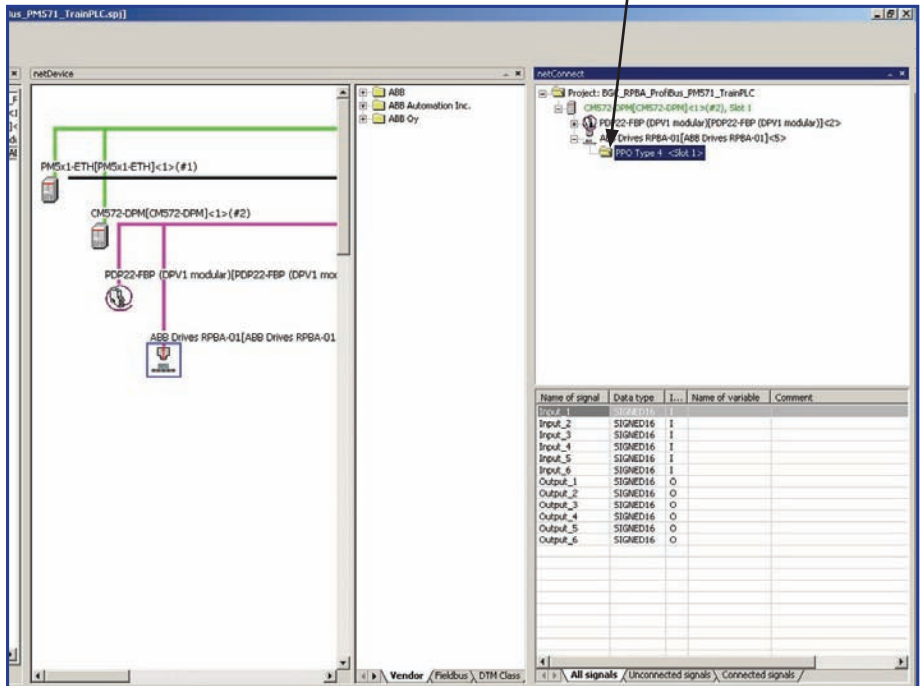 us_PM571_TrainPLC.spj]
netDevice
PM5x1-ETH[PM5x1-ETH]<1>(#1)
CM572-DPM[CM572-DPM]<1>(#2)
PDP22-FBP (DPV1 modular)[PDP22-FBP (DPV1 mo
ABB Drives RPBA-01[ABB Drives RPBA-01
ABB
ABB Automation Inc.
ABB Oy
Vendor Fieldbus DTM Class
netConnect
Project: RPBA_ProfiBus_PM571_TrainPLC
CM572-DPM[CM572-DPM]<1>(#2), Slot 1
PDP22-FBP (DPV1 modular)[PDP22-FBP (DPV1 modular)]<2>
ABB Drives RPBA-01[ABB Drives RPBA-01]<5>
PPO Type 4 <Slot 1>
Name of signal Data type I... Name of variable Comment
Input_1 SIGNED16 I
Input_2 SIGNED16 I
Input_3 SIGNED16 I
Input_4 SIGNED16 I
Input_5 SIGNED16 I
Input_6 SIGNED16 I
Output_1 SIGNED16 O
Output_2 SIGNED16 O
Output_3 SIGNED16 O
Output_4 SIGNED16 O
Output_5 SIGNED16 O
Output_6 SIGNED16 O
All signals Unconnected signals Connected signals